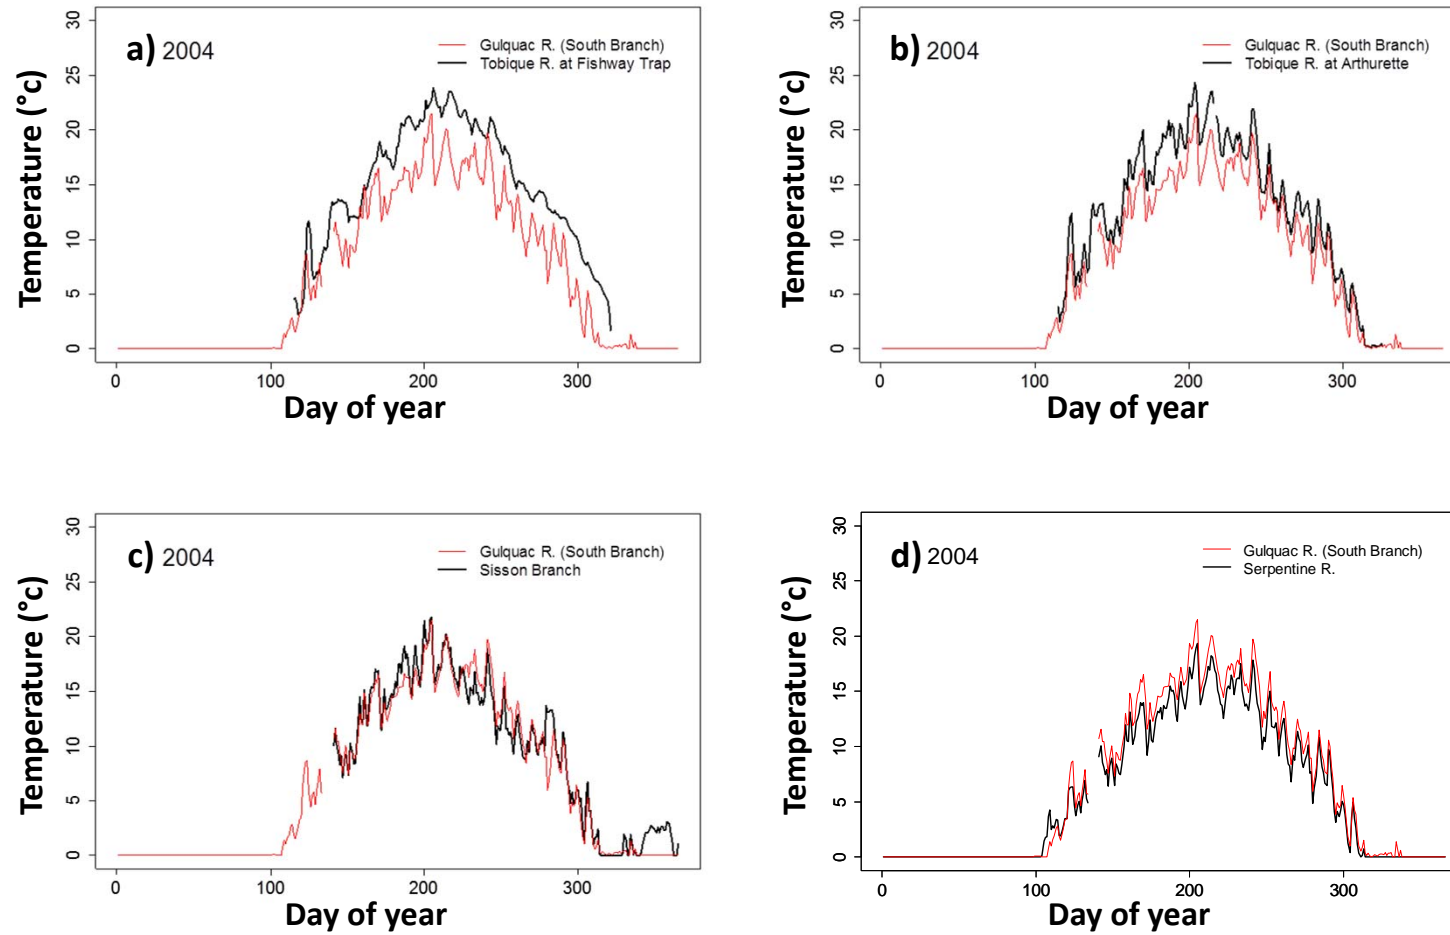 a) 2004
Gulquac R. (South Branch)
Tobique R. at Fishway Trap
Temperature (°c)
30
25
20
15
10
5
0
0 100 200 300
Day of year
b) 2004
Gulquac R. (South Branch)
Tobique R. at Arthurette
Temperature (°c)
30
25
20
15
10
5
0
0 100 200 300
Day of year
c) 2004
Gulquac R. (South Branch)
Sisson Branch
Temperature (°c)
30
25
20
15
10
5
0
0 100 200 300
Day of year
d) 2004
Gulquac R. (South Branch)
Serpentine R.
Temperature (°c)
30
25
20
15
10
5
0
0 100 200 300
Day of year